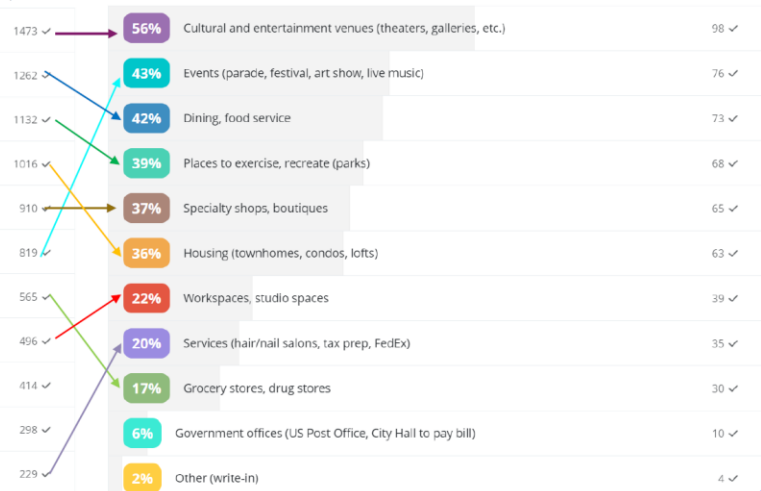 1473 ✓ 56% Cultural and entertainment venues (theaters, galleries, etc.) 98 ✓
1262 ✓ 43% Events (parade, festival, art show, live music) 76 ✓
1132 ✓ 42% Dining, food service 73 ✓
1016 ✓ 39% Places to exercise, recreate (parks) 68 ✓
910 ✓ 37% Specialty shops, boutiques 65 ✓
819 ✓ 36% Housing (townhomes, condos, lofts) 63 ✓
565 ✓ 22% Workspaces, studio spaces 39 ✓
496 ✓ 20% Services (hair/nail salons, tax prep, FedEx) 35 ✓
414 ✓ 17% Grocery stores, drug stores 30 ✓
298 ✓ 6% Government offices (US Post Office, City Hall to pay bill) 10 ✓
229 ✓ 2% Other (write-in) 4 ✓